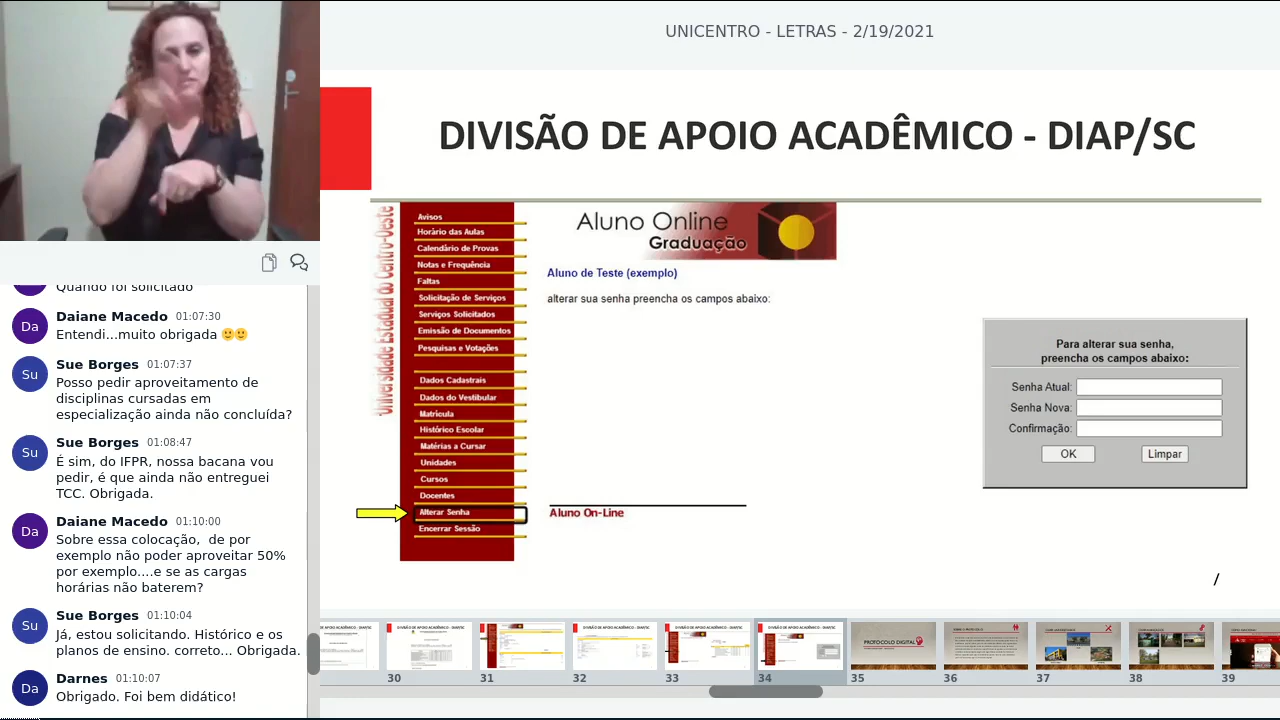 UNICENTRO - LETRAS - 2/19/2021
Quando foi solicitado
Da
Daiane Macedo 01:07:30
Entendi...muito obrigada 🙂🙂
Su
Sue Borges 01:07:37
Posso pedir aproveitamento de
disciplinas cursadas em
especialização ainda não concluída?
Su
Sue Borges 01:08:47
É sim, do IFPR, nossa bacana vou
pedir, é que ainda não entreguei
TCC. Obrigada.
Da
Daiane Macedo 01:10:00
Sobre essa colocação, de por
exemplo não poder aproveitar 50%
por exemplo....e se as cargas
horárias não baterem?
Su
Sue Borges 01:10:04
Já, estou solicitando. Histórico e os
planos de ensino. correto... Obrigada
Da
Darnes 01:10:07
Obrigado. Foi bem didático!
DIVISÃO DE APOIO ACADÊMICO - DIAP/SC
Universidade Estadual do Centro-Oeste
Avisos
Horário das Aulas
Calendário de Provas
Notas e Frequência
Faltas
Solicitação de Serviços
Serviços Solicitados
Emissão de Documentos
Pesquisas e Votações
Dados Cadastrais
Dados do Vestibular
Matrícula
Histórico Escolar
Matérias a Cursar
Unidades
Cursos
Docentes
Alterar Senha
Encerrar Sessão
Aluno Online
Graduação
Aluno de Teste (exemplo)
alterar sua senha preencha os campos abaixo:
Aluno On-Line
Para alterar sua senha,
preencha os campos abaixo:
Senha Atual:
Senha Nova:
Confirmação:
OK Limpar
/
PROTOCOLO DIGITAL
30 31 32 33 34 35 36 37 38 39